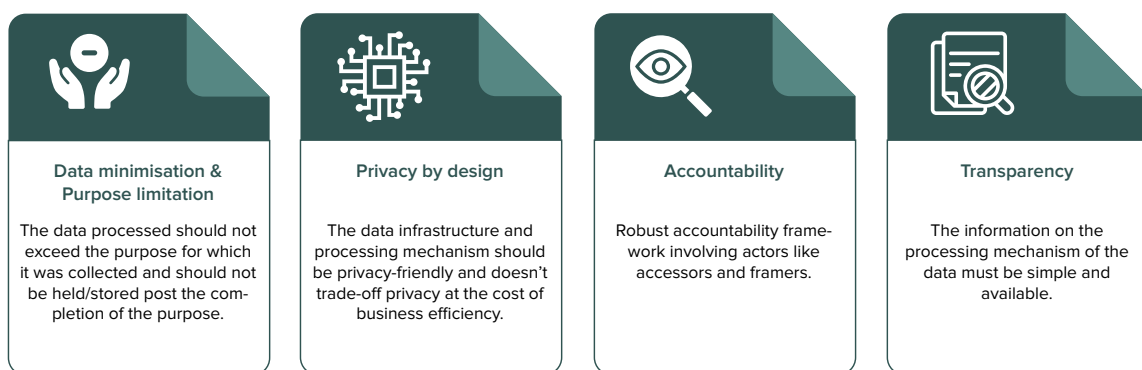 Data minimisation &
Purpose limitation
The data processed should not
exceed the purpose for which
it was collected and should not
be held/stored post the com-
pletion of the purpose.
Privacy by design
The data infrastructure and
processing mechanism should
be privacy-friendly and doesn't
trade-off privacy at the cost of
business efficiency.
Accountability
Robust accountability frame-
work involving actors like
accessors and framers.
Transparency
The information on the
processing mechanism of the
data must be simple and
available.